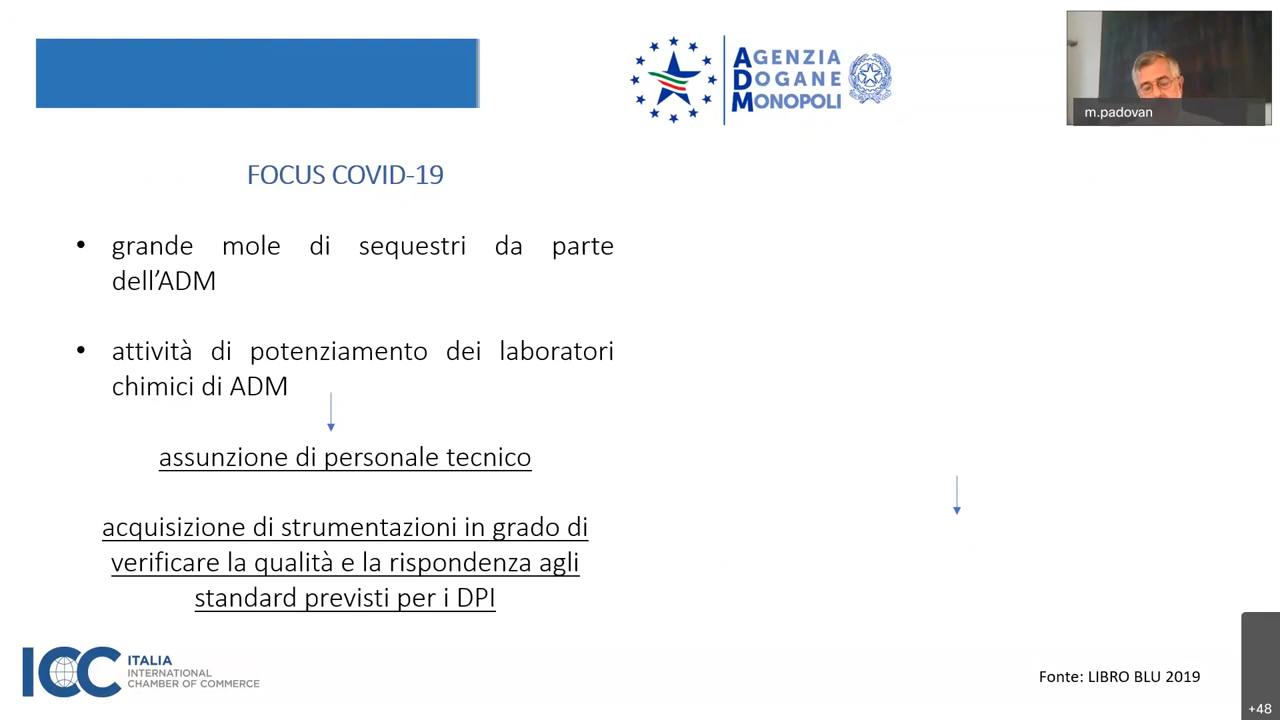 AGENZIA
DOGANE
MONOPOLI
m.padovan
FOCUS COVID-19
• grande mole di sequestri da parte
dell’ADM
• attività di potenziamento dei laboratori
chimici di ADM
assunzione di personale tecnico
acquisizione di strumentazioni in grado di
verificare la qualità e la rispondenza agli
standard previsti per i DPI
ICC ITALIA
INTERNATIONAL
CHAMBER OF COMMERCE
Fonte: LIBRO BLU 2019
+48